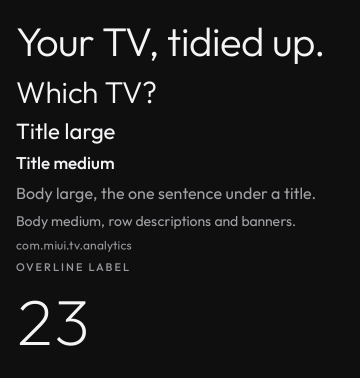 Your TV, tidied up.
Which TV?
Title large
Title medium
Body large, the one sentence under a title.
Body medium, row descriptions and banners.
com.miui.tv.analytics
OVERLINE LABEL
23